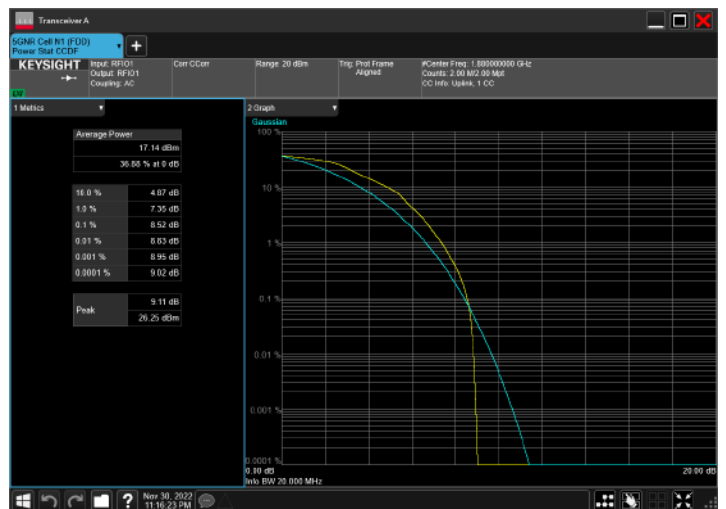 Transceiver A
5GNR Cell N1 (FDD)
Power Stat CCDF
KEYSIGHT
Input: RFIO1
Output: RFIO1
Coupling: AC
Corr CCorr
Range: 20 dBm
Trig: Prot Frame
Aligned
#Center Freq: 1.880000000 GHz
Counts: 2.00 M/2.00 Mpt
CC Info: Uplink, 1 CC
1 Metrics
Average Power
17.14 dBm
36.88 % at 0 dB
10.0 % 4.87 dB
1.0 % 7.35 dB
0.1 % 8.52 dB
0.01 % 8.83 dB
0.001 % 8.95 dB
0.0001 % 9.02 dB
Peak
9.11 dB
26.25 dBm
2 Graph
Gaussian
100 %
10 %
1 %
0.1 %
0.01 %
0.001 %
0.0001 %
0.00 dB
20.00 dB
Info BW 20.000 MHz
Nov 30, 2022
11:16:23 PM